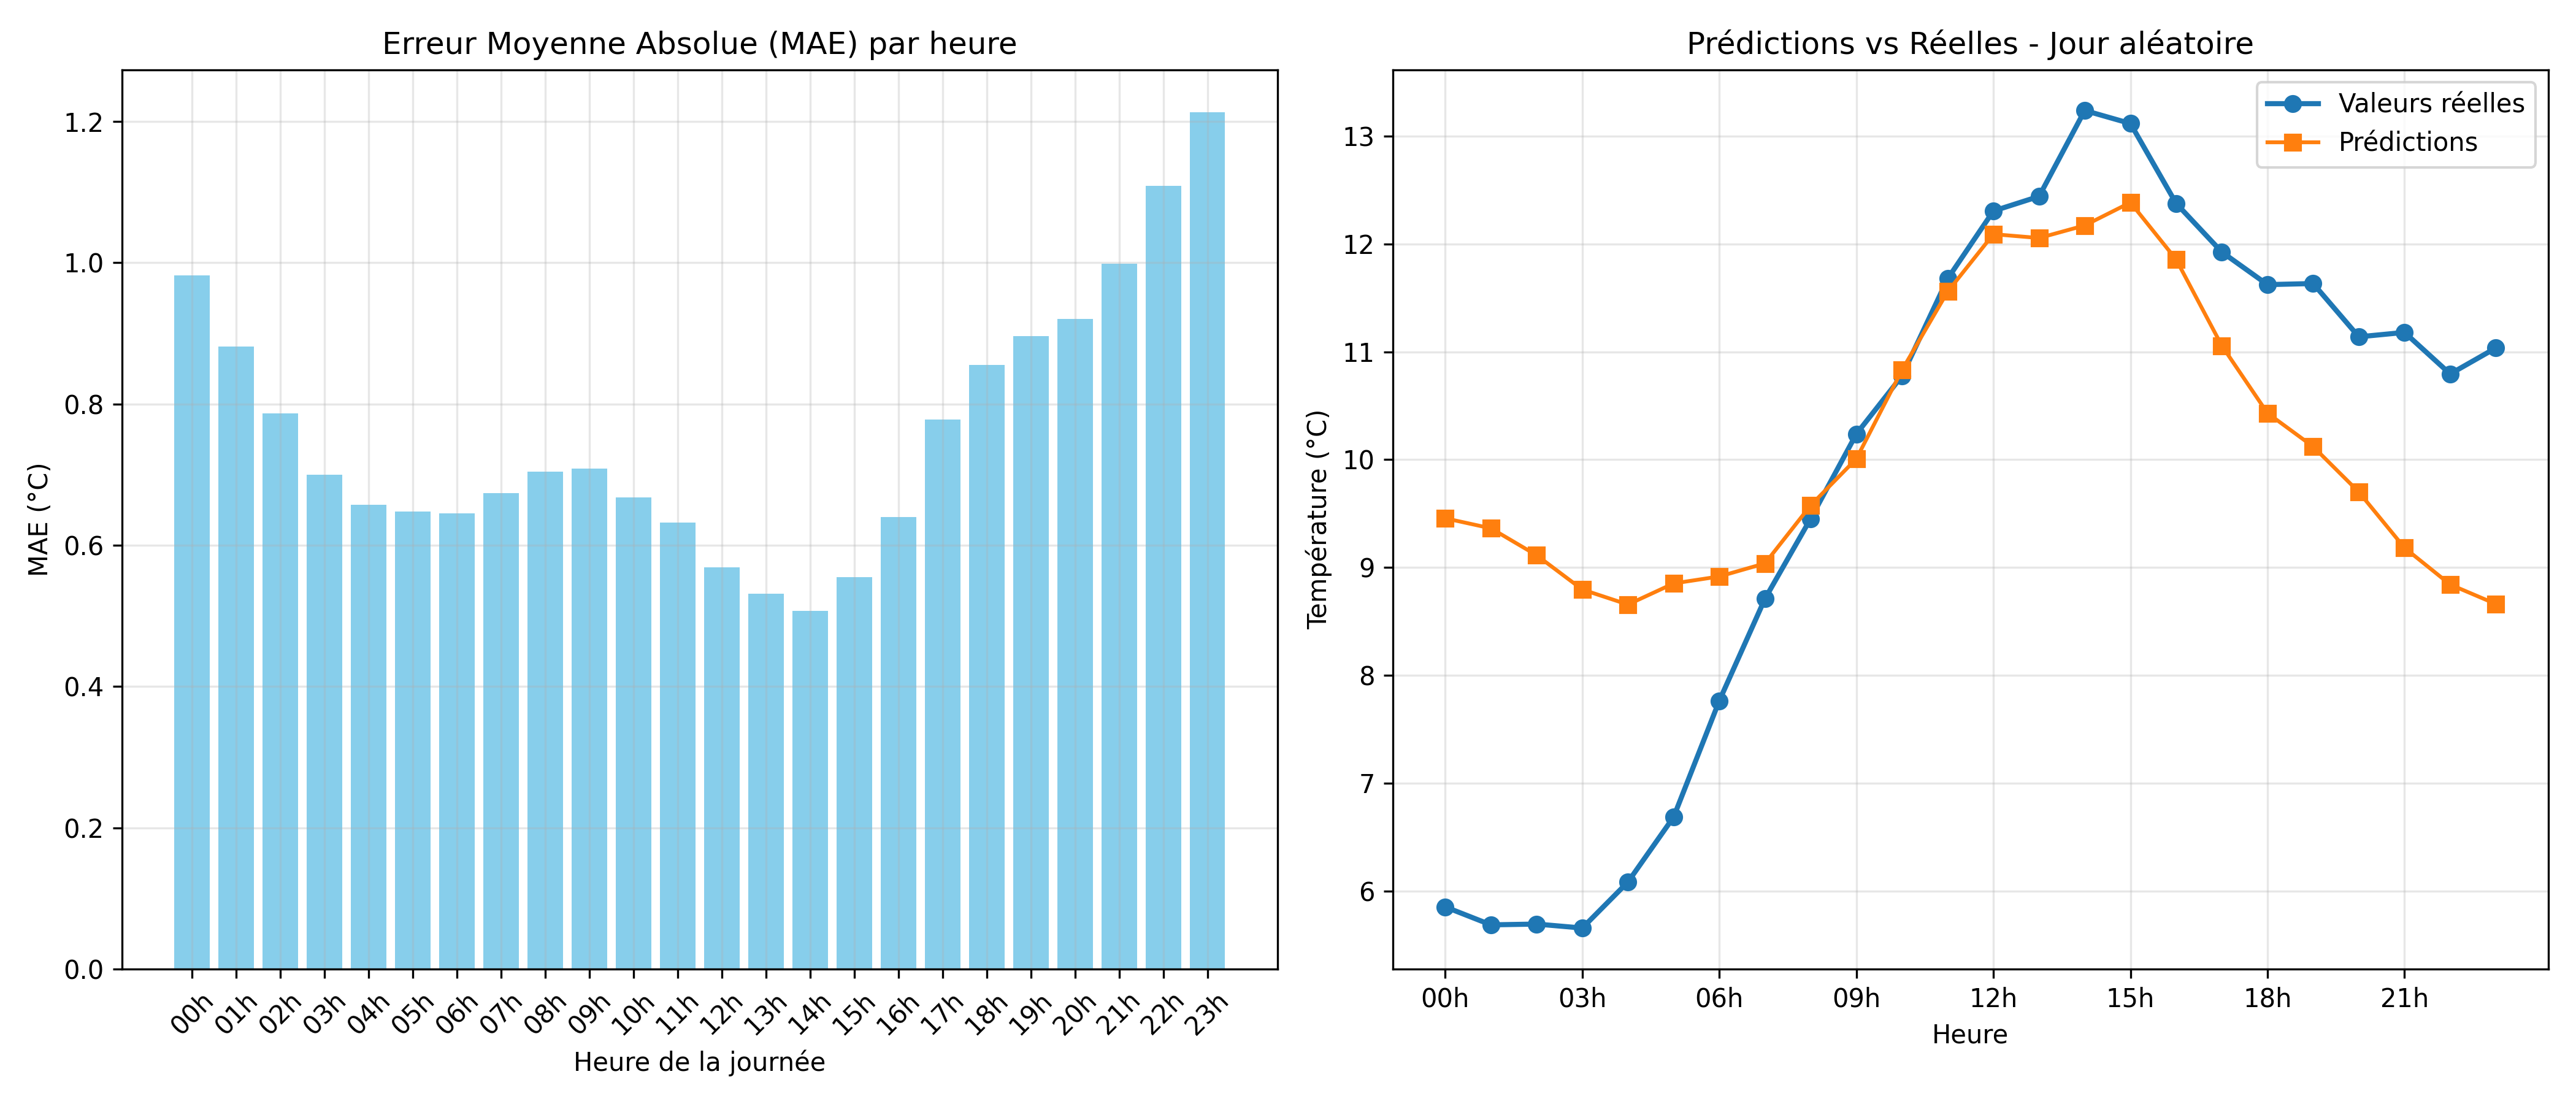 Erreur Moyenne Absolue (MAE) par heure
MAE (°C)
1.2
1.0
0.8
0.6
0.4
0.2
0.0
00h 01h 02h 03h 04h 05h 06h 07h 08h 09h 10h 11h 12h 13h 14h 15h 16h 17h 18h 19h 20h 21h 22h 23h
Heure de la journée
Prédictions vs Réelles - Jour aléatoire
Valeurs réelles
Prédictions
Température (°C)
13
12
11
10
9
8
7
6
00h 03h 06h 09h 12h 15h 18h 21h
Heure